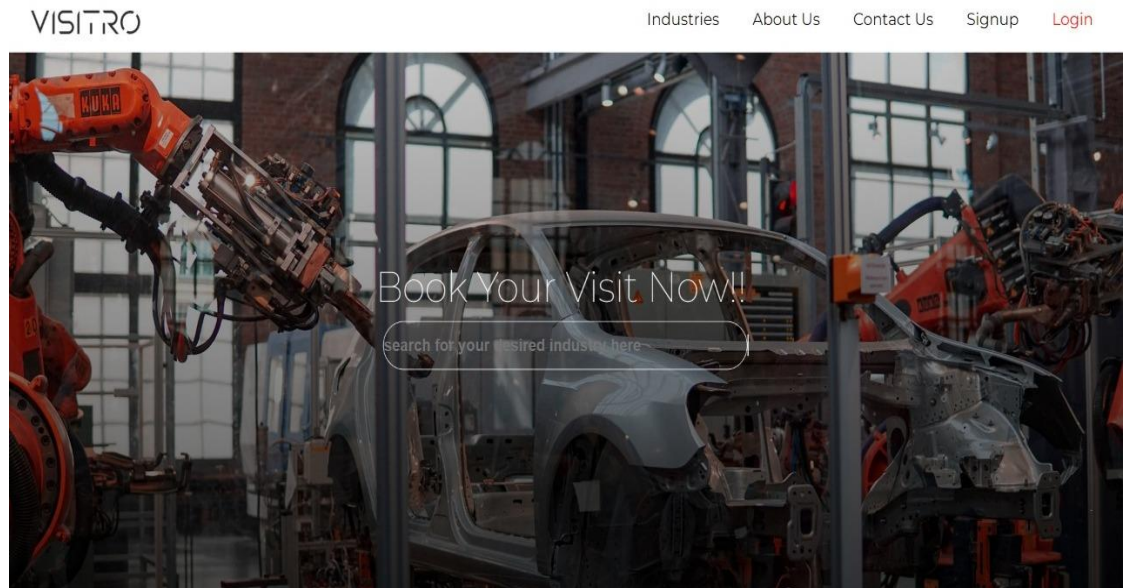 VISITRO
Industries About Us Contact Us Signup Login
KUKA
Book Your Visit Now!!
search for your desired industry here